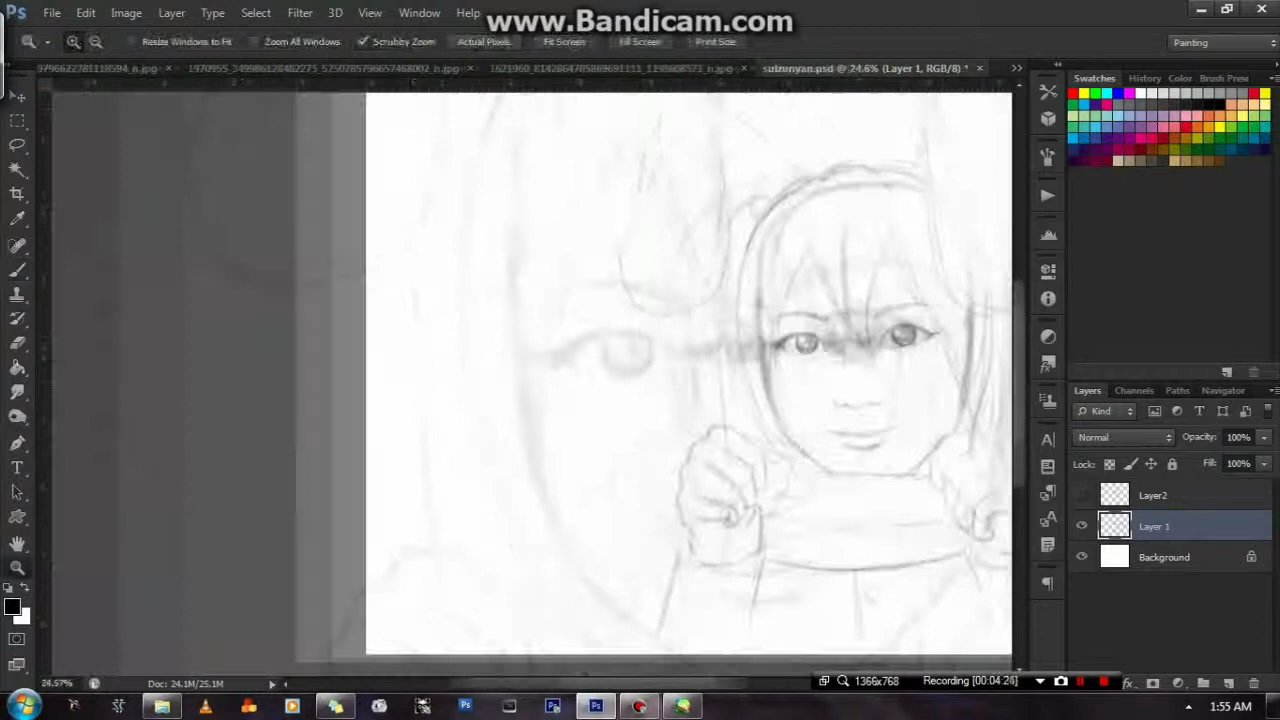 www.Bandicam.com
Ps File Edit Image Layer Type Select Filter 3D View Window Help
Resize Windows to Fit Zoom All Windows Scrubby Zoom Actual Pixels Fit Screen Fill Screen Print Size Painting
suizunyan.psd @ 24.6% (Layer 1, RGB/8) *
Swatches History Color Brush Prese
Layers Channels Paths Navigator
Kind
Normal Opacity: 100%
Lock: Fill: 100%
Layer2
Layer 1
Background
24.57% Doc: 24.1M/25.1M
1366x768 Recording [00:04:26]
1:55 AM